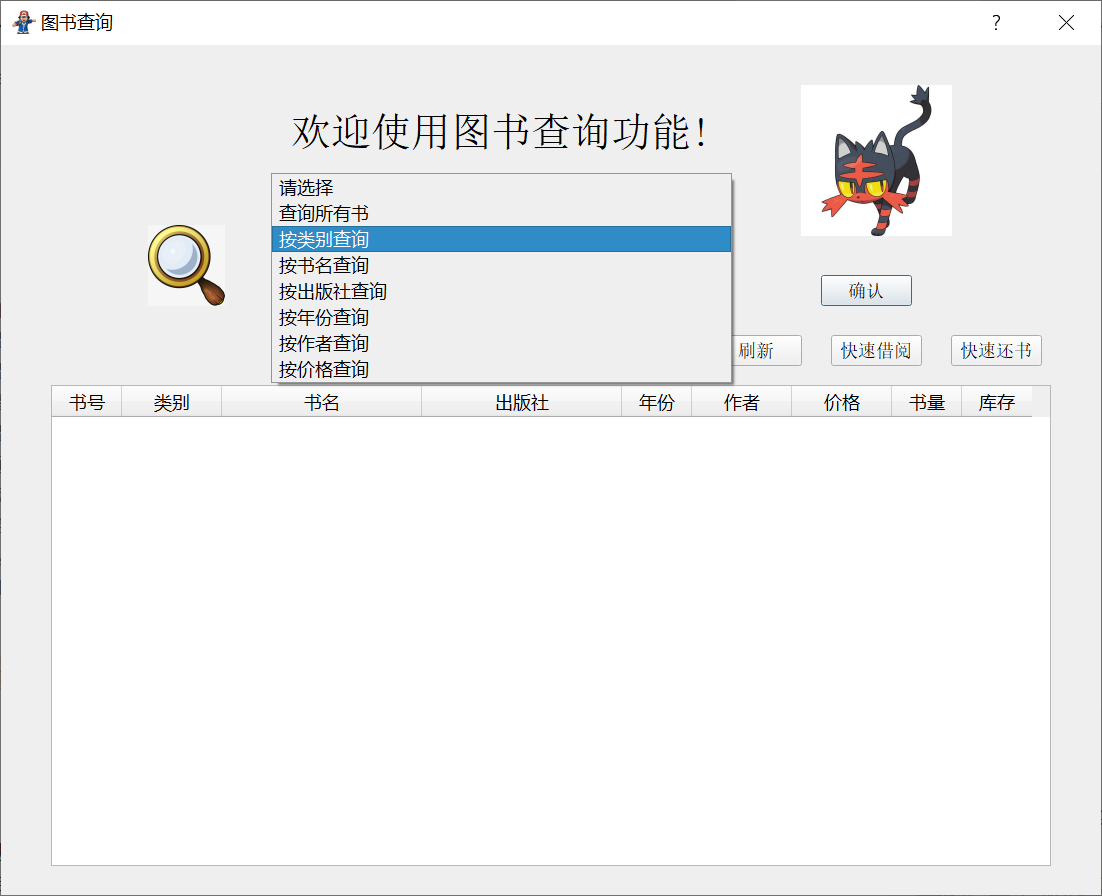 图书查询
?
欢迎使用图书查询功能！
请选择
查询所有书
按类别查询
按书名查询
按出版社查询
按年份查询
按作者查询
按价格查询
确认
刷新 快速借阅 快速还书
书号 类别 书名 出版社 年份 作者 价格 书量 库存